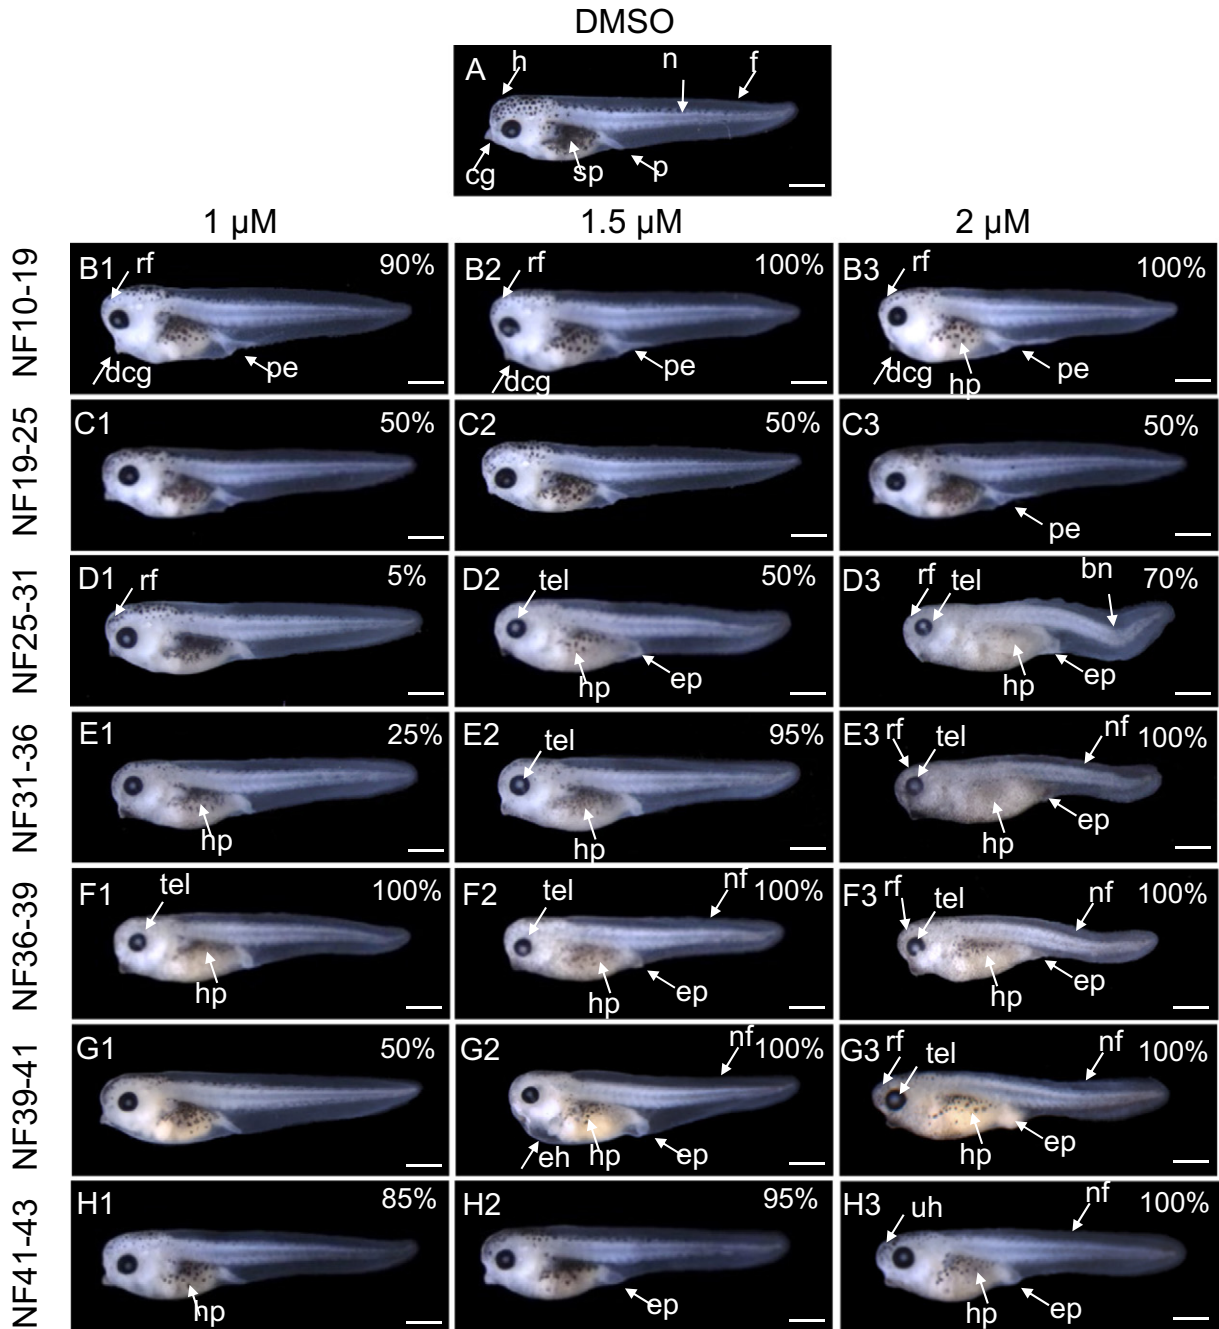 DMSO
A h n f
cg sp p
1 µM 1.5 µM 2 µM
NF10-19
B1 rf 90%
dcg pe
B2 rf 100%
dcg pe
B3 rf 100%
dcg hp pe
NF19-25
C1 50%
C2 50%
C3 50%
pe
NF25-31
D1 rf 5%
D2 tel 50%
hp ep
D3 rf tel bn 70%
hp ep
NF31-36
E1 25%
hp
E2 tel 95%
hp
E3 rf tel nf 100%
hp ep
NF36-39
F1 tel 100%
hp
F2 tel nf 100%
hp ep
F3 rf tel nf 100%
hp ep
NF39-41
G1 50%
G2 nf 100%
eh hp ep
G3 rf tel nf 100%
hp ep
NF41-43
H1 85%
hp
H2 95%
ep
H3 uh nf 100%
hp ep